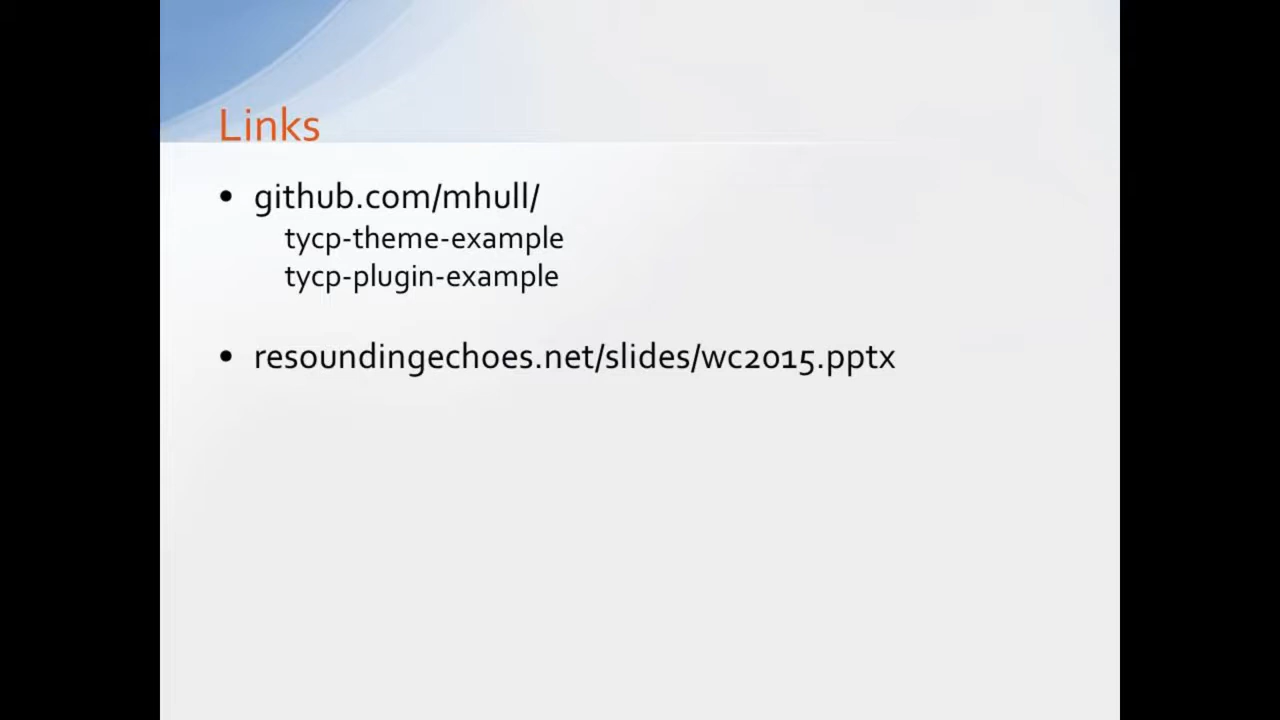 Links
• github.com/mhull/
tycp-theme-example
tycp-plugin-example
• resoundingechoes.net/slides/wc2015.pptx